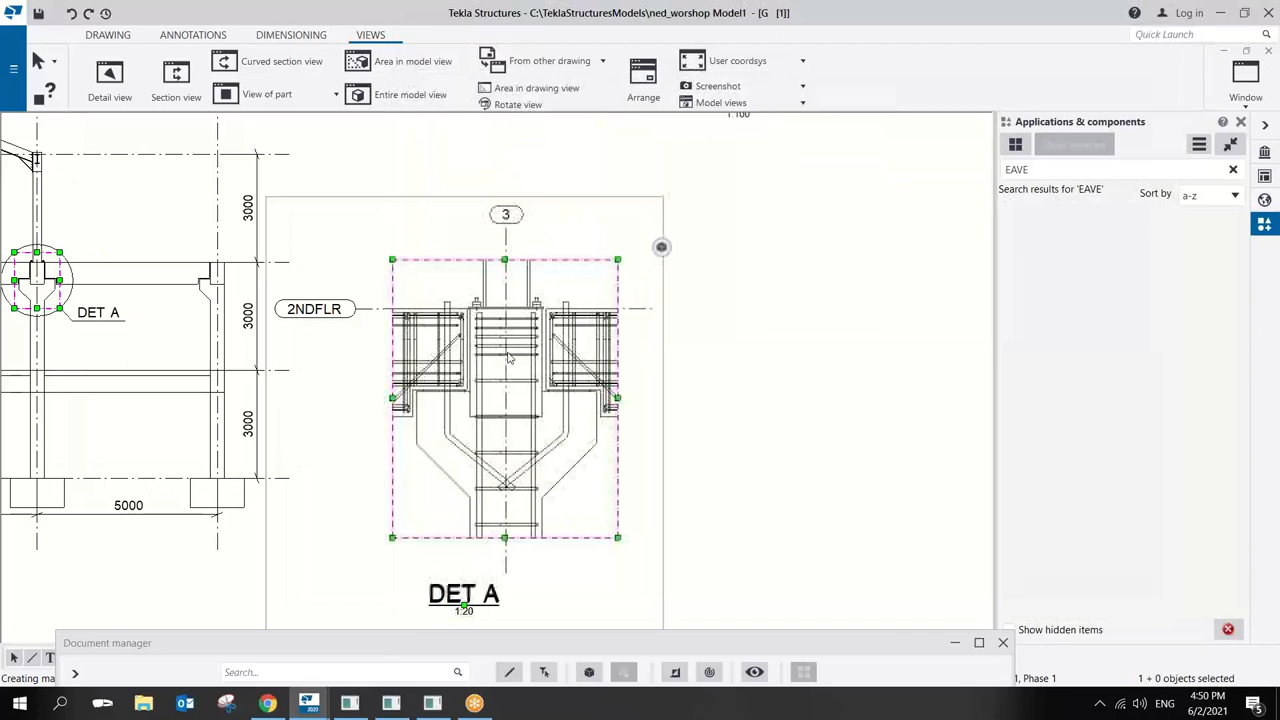 Tekla Structures - C:\TeklaStructuresModels\ned_worshop Model1 - [G [1]]
Log in
DRAWING
ANNOTATIONS
DIMENSIONING
VIEWS
Quick Launch
Detail view
Section view
Curved section view
View of part
Area in model view
Entire model view
From other drawing
Area in drawing view
Rotate view
Arrange
User coordsys
Screenshot
Model views
Window
Applications & components
EAVE
Search results for 'EAVE'
Sort by
a-z
1:100
3000
3000
3000
DET A
5000
3
2NDFLR
DET A
1:20
Show hidden items
Document manager
Search...
Creating ma
1, Phase 1
1 + 0 objects selected
2020
ENG
4:50 PM
6/2/2021
5